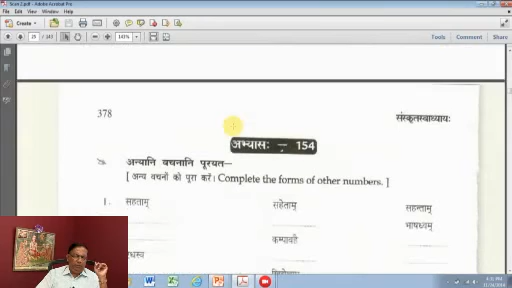 Scan 2.pdf - Adobe Acrobat Pro
File Edit View Window Help
Create
143%
Tools Comment Share
378 संस्कृतस्वाध्यायः
अभ्यासः – 154
अन्यानि वचनानि पूरयत–
[ अन्य वचनों को पूरा करें। Complete the forms of other numbers. ]
1. सहताम् सहेताम् सहन्ताम्
भाषध्वम्
कम्पावहै